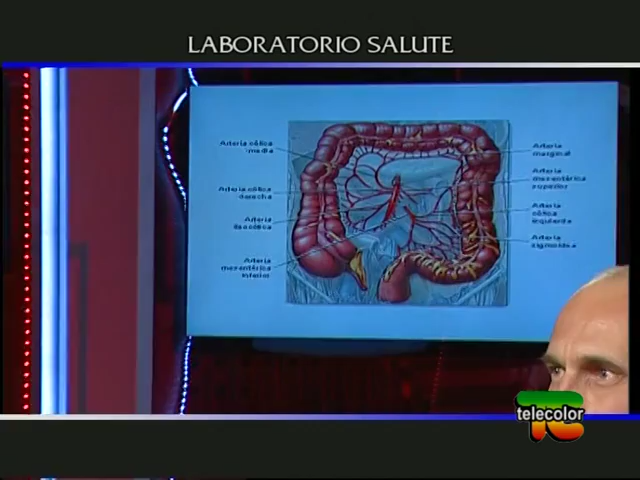 LABORATORIO SALUTE
Arteria cólica
media
Arteria cólica
derecha
Arteria
ileocólica
Arteria
mesentérica
inferior
Arteria
marginal
Arteria
mesentérica
superior
Arteria
cólica
izquierda
Arteria
sigmoidea
telecolor